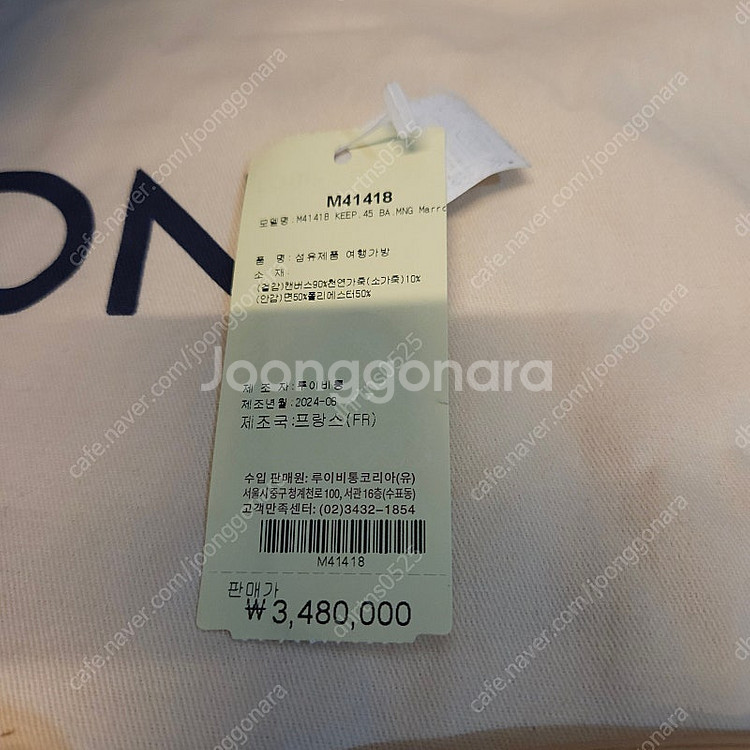 ON
M41418
모델명:M41418 KEEP.45 BA.MNG Marro
품 명:섬유제품 여행가방
소 재:
(겉감)캔버스90%천연가죽(소가죽)10%
(안감)면50%폴리에스터50%
제 조 자:루이비통
제조년월:2024-06
제조국:프랑스(FR)
수입 판매원: 루이비통코리아(유)
서울시 중구 청계천로 100, 서관 16층(수표동)
고객만족센터: (02)3432-1854
M41418
판매가
₩3,480,000
Joonggonara
cafe.naver.com/joonggonara